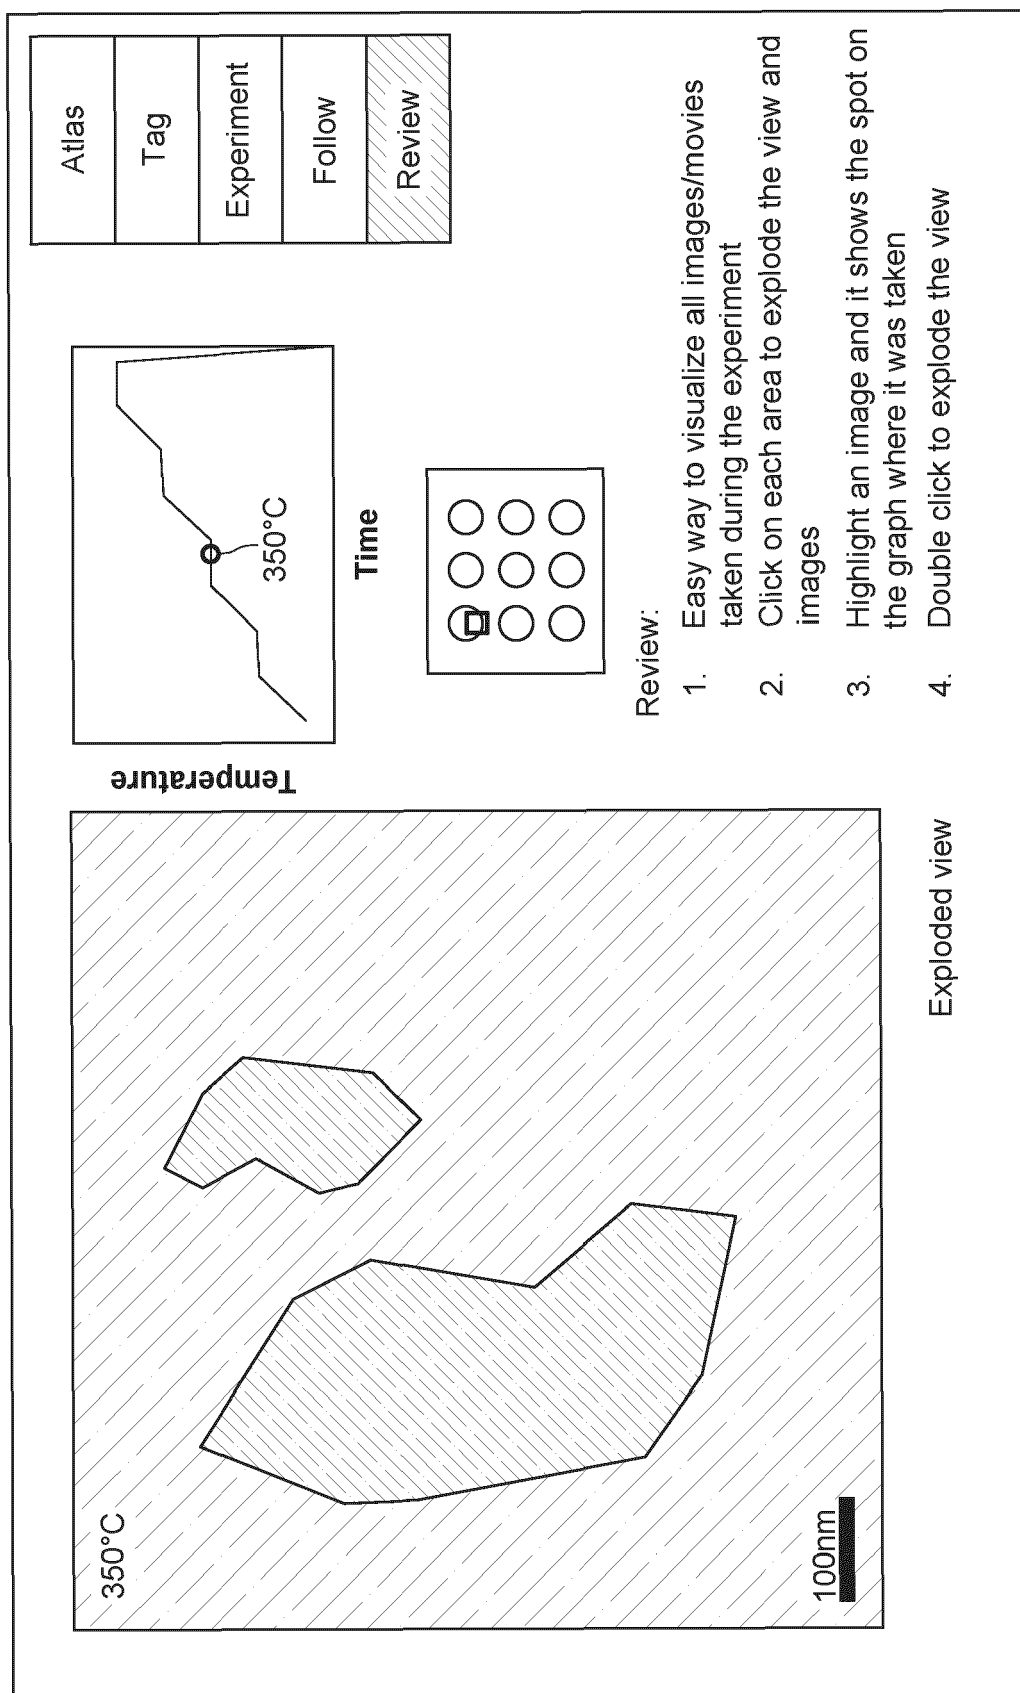 350°C
100nm
Exploded view
Temperature
350°C
Time
Atlas
Tag
Experiment
Follow
Review
Review:
1. Easy way to visualize all images/movies
taken during the experiment
2. Click on each area to explode the view and
images
3. Highlight an image and it shows the spot on
the graph where it was taken
4. Double click to explode the view